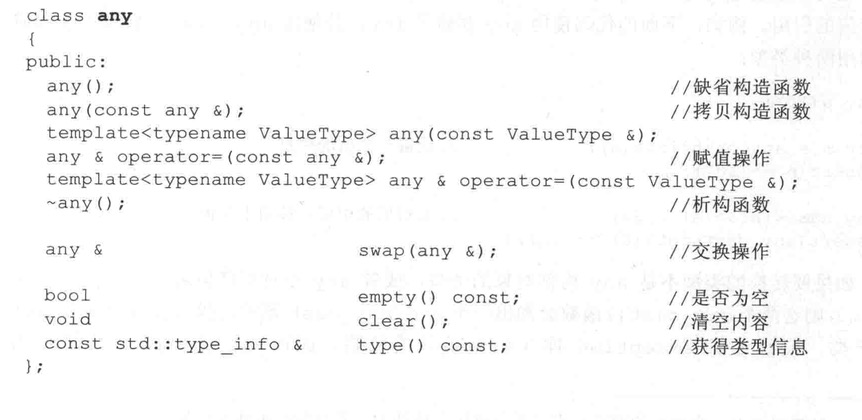 class any
{
public:
any(); //缺省构造函数
any(const any &); //拷贝构造函数
template<typename ValueType> any(const ValueType &);
any & operator=(const any &); //赋值操作
template<typename ValueType> any & operator=(const ValueType &);
~any(); //析构函数
any & swap(any &); //交换操作
bool empty() const; //是否为空
void clear(); //清空内容
const std::type_info & type() const; //获得类型信息
};